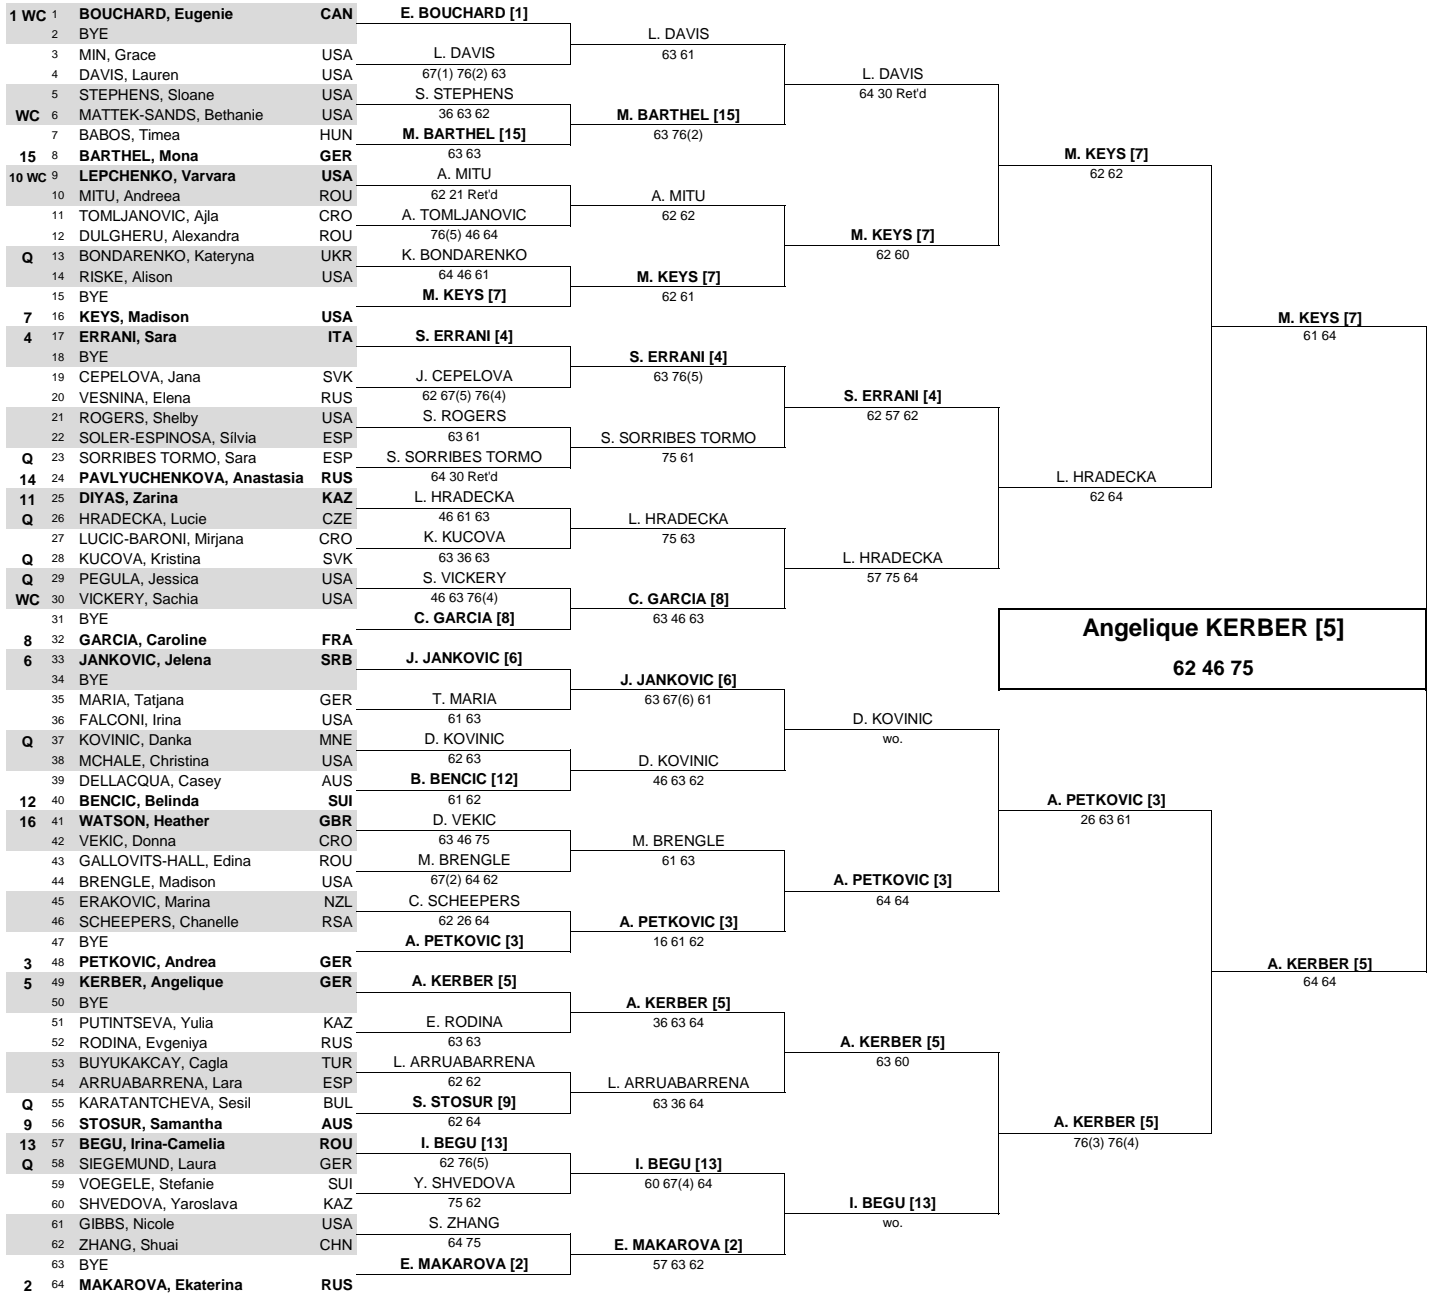 1 WC 1 BOUCHARD, Eugenie CAN
2 BYE
3 MIN, Grace USA
4 DAVIS, Lauren USA
5 STEPHENS, Sloane USA
WC 6 MATTEK-SANDS, Bethanie USA
7 BABOS, Timea HUN
15 8 BARTHEL, Mona GER
10 WC 9 LEPCHENKO, Varvara USA
10 MITU, Andreea ROU
11 TOMLJANOVIC, Ajla CRO
12 DULGHERU, Alexandra ROU
Q 13 BONDARENKO, Kateryna UKR
14 RISKE, Alison USA
15 BYE
7 16 KEYS, Madison USA
4 17 ERRANI, Sara ITA
18 BYE
19 CEPELOVA, Jana SVK
20 VESNINA, Elena RUS
21 ROGERS, Shelby USA
22 SOLER-ESPINOSA, Sílvia ESP
Q 23 SORRIBES TORMO, Sara ESP
14 24 PAVLYUCHENKOVA, Anastasia RUS
11 25 DIYAS, Zarina KAZ
Q 26 HRADECKA, Lucie CZE
27 LUCIC-BARONI, Mirjana CRO
Q 28 KUCOVA, Kristina SVK
Q 29 PEGULA, Jessica USA
WC 30 VICKERY, Sachia USA
31 BYE
8 32 GARCIA, Caroline FRA
6 33 JANKOVIC, Jelena SRB
34 BYE
35 MARIA, Tatjana GER
36 FALCONI, Irina USA
Q 37 KOVINIC, Danka MNE
38 MCHALE, Christina USA
39 DELLACQUA, Casey AUS
12 40 BENCIC, Belinda SUI
16 41 WATSON, Heather GBR
42 VEKIC, Donna CRO
43 GALLOVITS-HALL, Edina ROU
44 BRENGLE, Madison USA
45 ERAKOVIC, Marina NZL
46 SCHEEPERS, Chanelle RSA
47 BYE
3 48 PETKOVIC, Andrea GER
5 49 KERBER, Angelique GER
50 BYE
51 PUTINTSEVA, Yulia KAZ
52 RODINA, Evgeniya RUS
53 BUYUKAKCAY, Cagla TUR
54 ARRUABARRENA, Lara ESP
Q 55 KARATANTCHEVA, Sesil BUL
9 56 STOSUR, Samantha AUS
13 57 BEGU, Irina-Camelia ROU
Q 58 SIEGEMUND, Laura GER
59 VOEGELE, Stefanie SUI
60 SHVEDOVA, Yaroslava KAZ
61 GIBBS, Nicole USA
62 ZHANG, Shuai CHN
63 BYE
2 64 MAKAROVA, Ekaterina RUS
E. BOUCHARD [1]
L. DAVIS
67(1) 76(2) 63
S. STEPHENS
36 63 62
M. BARTHEL [15]
63 63
A. MITU
62 21 Ret'd
A. TOMLJANOVIC
76(5) 46 64
K. BONDARENKO
64 46 61
M. KEYS [7]
S. ERRANI [4]
J. CEPELOVA
62 67(5) 76(4)
S. ROGERS
63 61
S. SORRIBES TORMO
64 30 Ret'd
L. HRADECKA
46 61 63
K. KUCOVA
63 36 63
S. VICKERY
46 63 76(4)
C. GARCIA [8]
J. JANKOVIC [6]
T. MARIA
61 63
D. KOVINIC
62 63
B. BENCIC [12]
61 62
D. VEKIC
63 46 75
M. BRENGLE
67(2) 64 62
C. SCHEEPERS
62 26 64
A. PETKOVIC [3]
A. KERBER [5]
E. RODINA
63 63
L. ARRUABARRENA
62 62
S. STOSUR [9]
62 64
I. BEGU [13]
62 76(5)
Y. SHVEDOVA
75 62
S. ZHANG
64 75
E. MAKAROVA [2]
L. DAVIS
63 61
M. BARTHEL [15]
63 76(2)
A. MITU
62 62
M. KEYS [7]
62 61
S. ERRANI [4]
63 76(5)
S. SORRIBES TORMO
75 61
L. HRADECKA
75 63
C. GARCIA [8]
63 46 63
J. JANKOVIC [6]
63 67(6) 61
D. KOVINIC
46 63 62
M. BRENGLE
61 63
A. PETKOVIC [3]
16 61 62
A. KERBER [5]
36 63 64
L. ARRUABARRENA
63 36 64
I. BEGU [13]
60 67(4) 64
E. MAKAROVA [2]
57 63 62
L. DAVIS
64 30 Ret'd
M. KEYS [7]
62 60
S. ERRANI [4]
62 57 62
L. HRADECKA
57 75 64
D. KOVINIC
wo.
A. PETKOVIC [3]
64 64
A. KERBER [5]
63 60
I. BEGU [13]
wo.
M. KEYS [7]
62 62
L. HRADECKA
62 64
A. PETKOVIC [3]
26 63 61
A. KERBER [5]
76(3) 76(4)
M. KEYS [7]
61 64
A. KERBER [5]
64 64
Angelique KERBER [5]
62 46 75